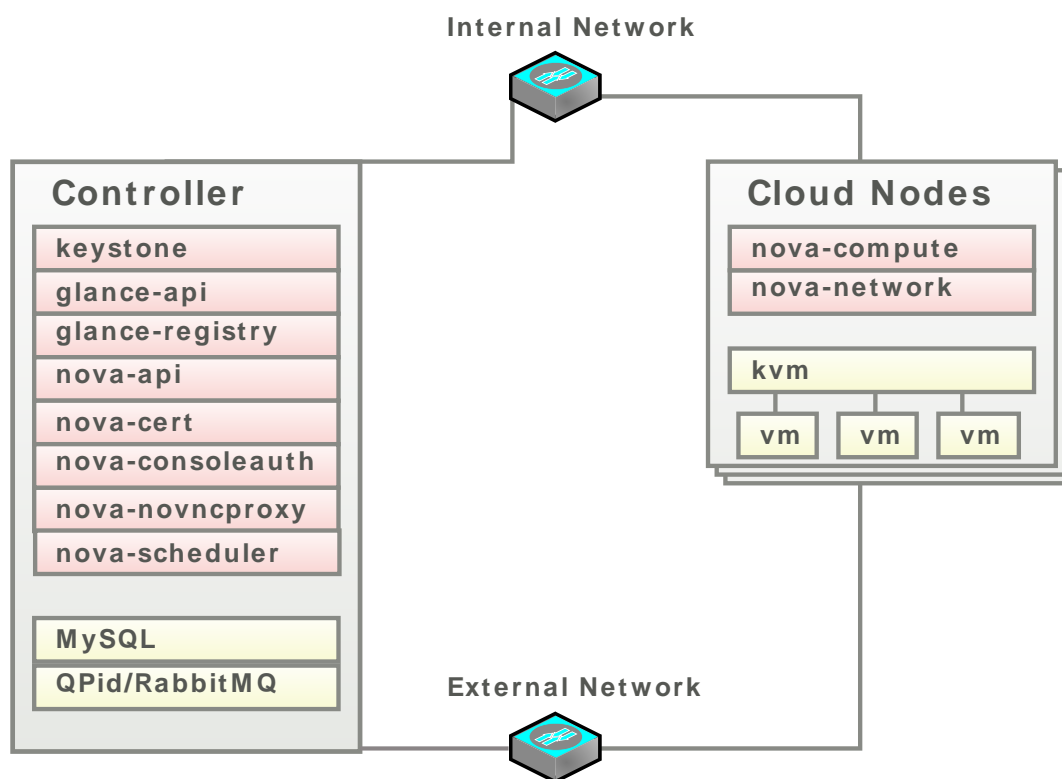 Internal Network
Controller
keystone
glance-api
glance-registry
nova-api
nova-cert
nova-consoleauth
nova-novncproxy
nova-scheduler
MySQL
QPid/RabbitMQ
Cloud Nodes
nova-compute
nova-network
kvm
vm vm vm
External Network